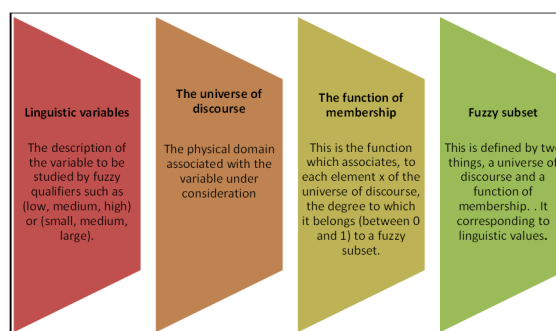 Linguistic variables
The description of
the variable to be
studied by fuzzy
qualifiers such as
(low, medium, high)
or (small, medium,
large).
The universe of
discourse
The physical domain
associated with the
variable under
consideration
The function of
membership
This is the function
which associates, to
each element x of the
universe of discourse,
the degree to which
it belongs (between 0
and 1) to a fuzzy
subset.
Fuzzy subset
This is defined by two
things, a universe of
discourse and a
function of
membership. . It
corresponding to
linguistic values.